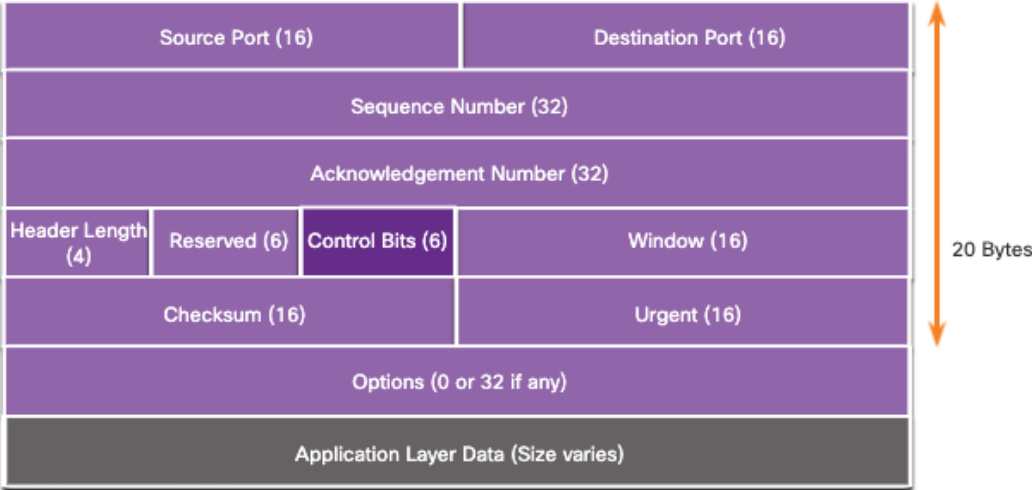 Source Port (16)
Destination Port (16)
Sequence Number (32)
Acknowledgement Number (32)
Header Length
(4)
Reserved (6)
Control Bits (6)
Window (16)
20 Bytes
Checksum (16)
Urgent (16)
Options (0 or 32 if any)
Application Layer Data (Size varies)